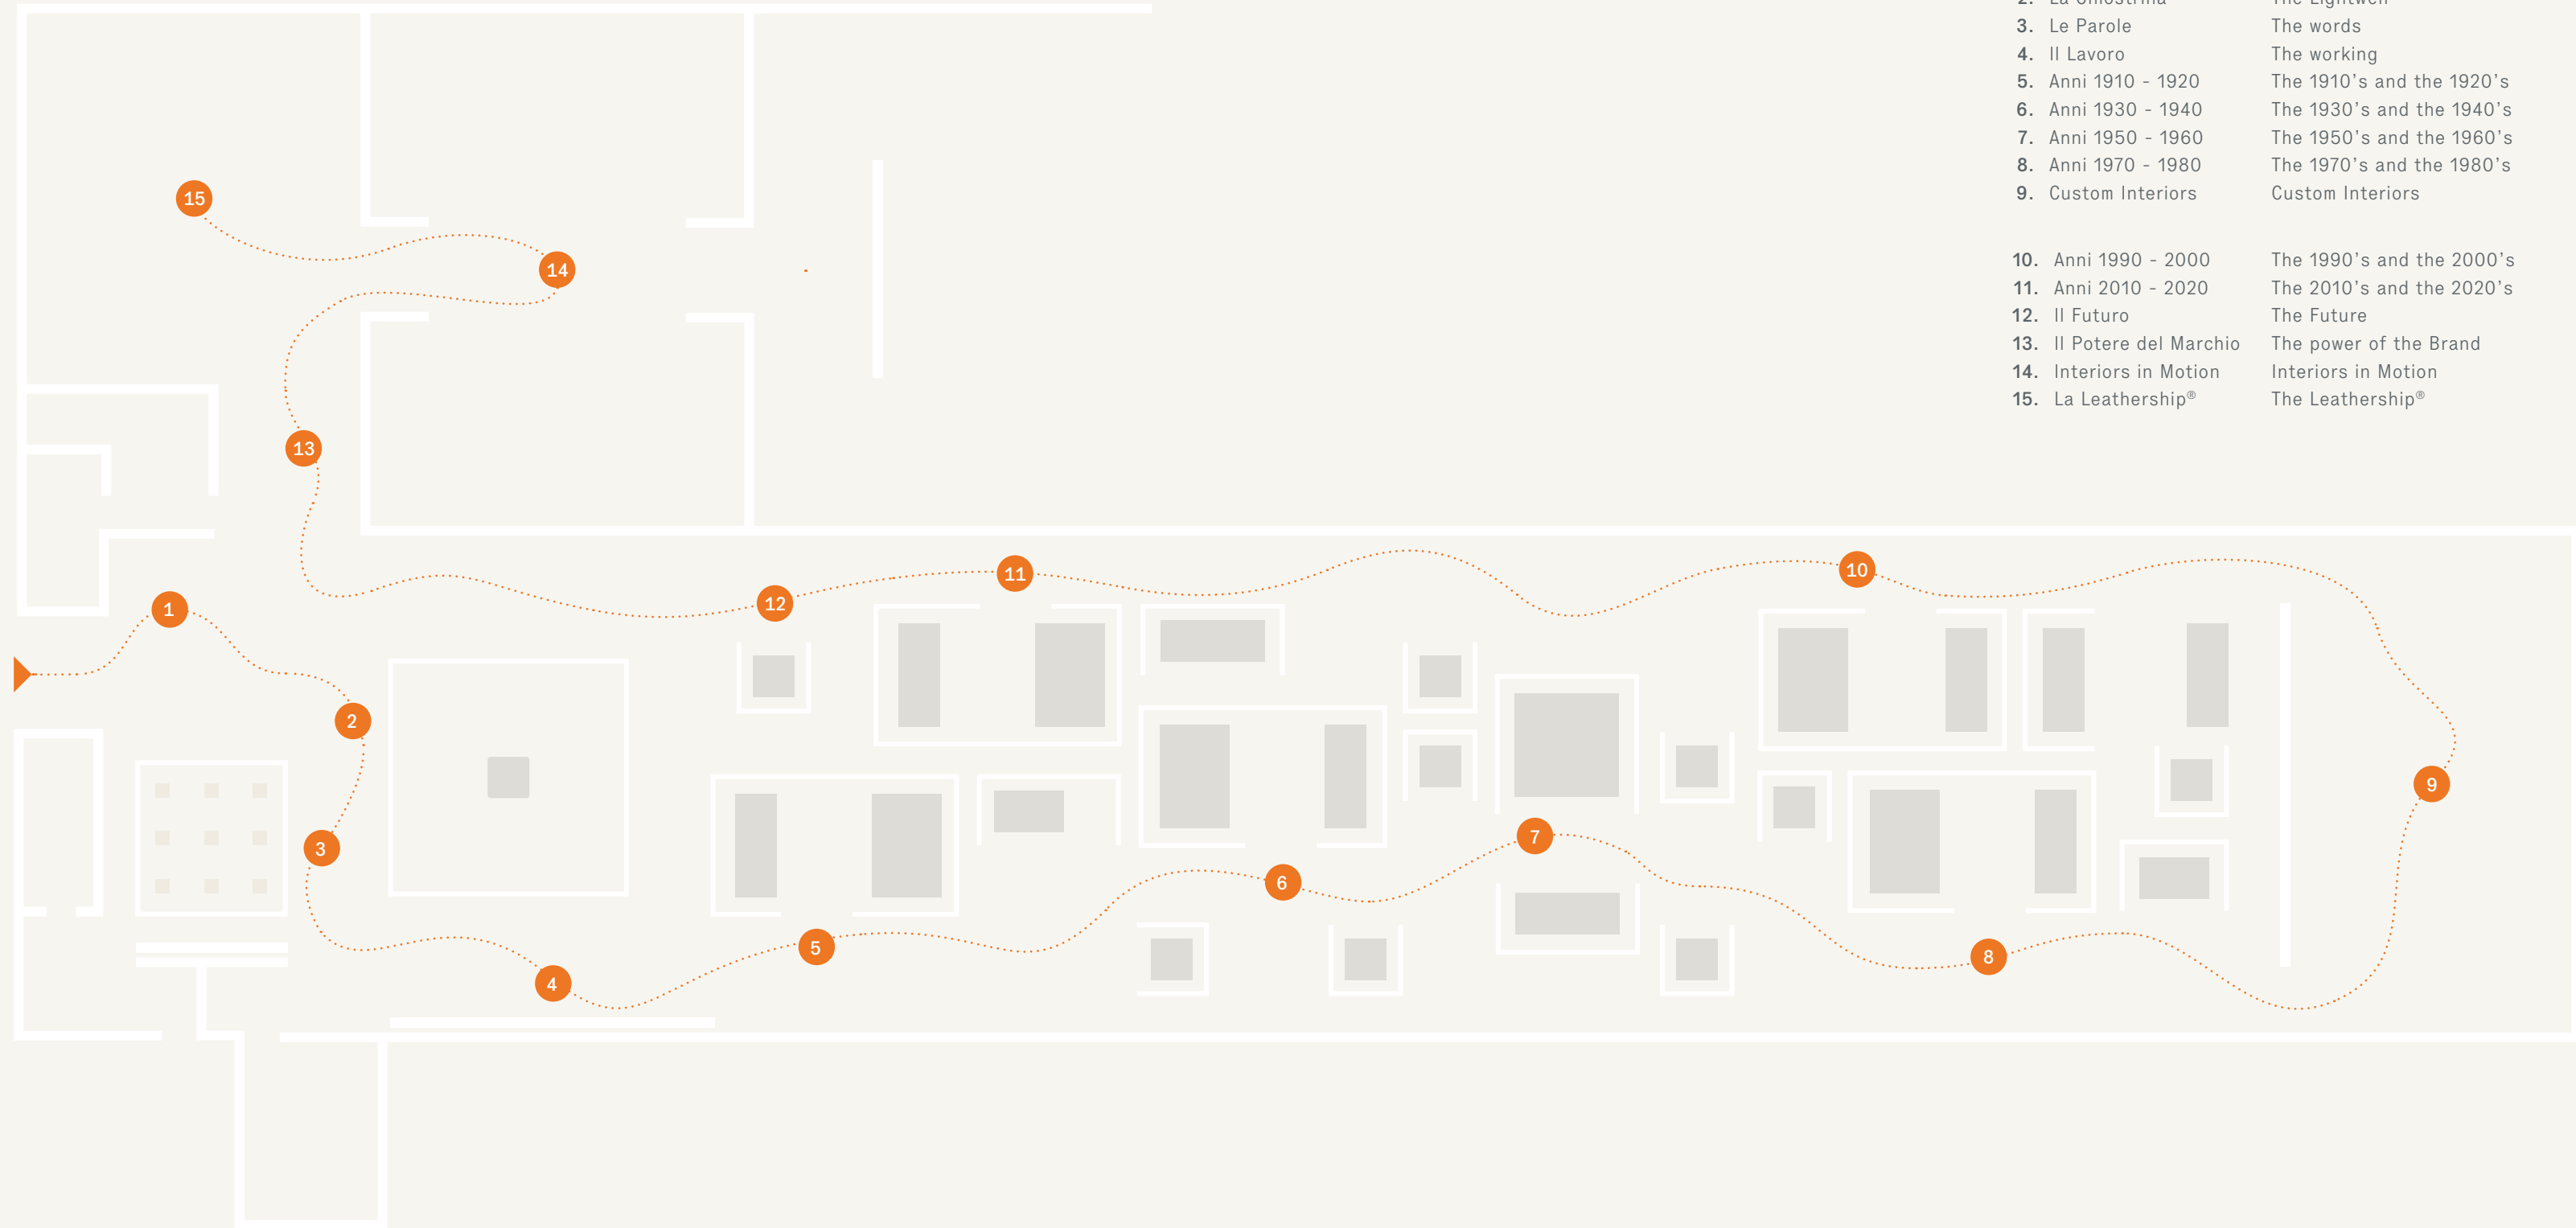 2. La Chiostrina The Lightwell
3. Le Parole The words
4. Il Lavoro The working
5. Anni 1910 - 1920 The 1910’s and the 1920’s
6. Anni 1930 - 1940 The 1930’s and the 1940’s
7. Anni 1950 - 1960 The 1950’s and the 1960’s
8. Anni 1970 - 1980 The 1970’s and the 1980’s
9. Custom Interiors Custom Interiors
10. Anni 1990 - 2000 The 1990’s and the 2000’s
11. Anni 2010 - 2020 The 2010’s and the 2020’s
12. Il Futuro The Future
13. Il Potere del Marchio The power of the Brand
14. Interiors in Motion Interiors in Motion
15. La Leathership® The Leathership®
15
14
13
11
10
12
1
2
9
7
3
6
5
8
4